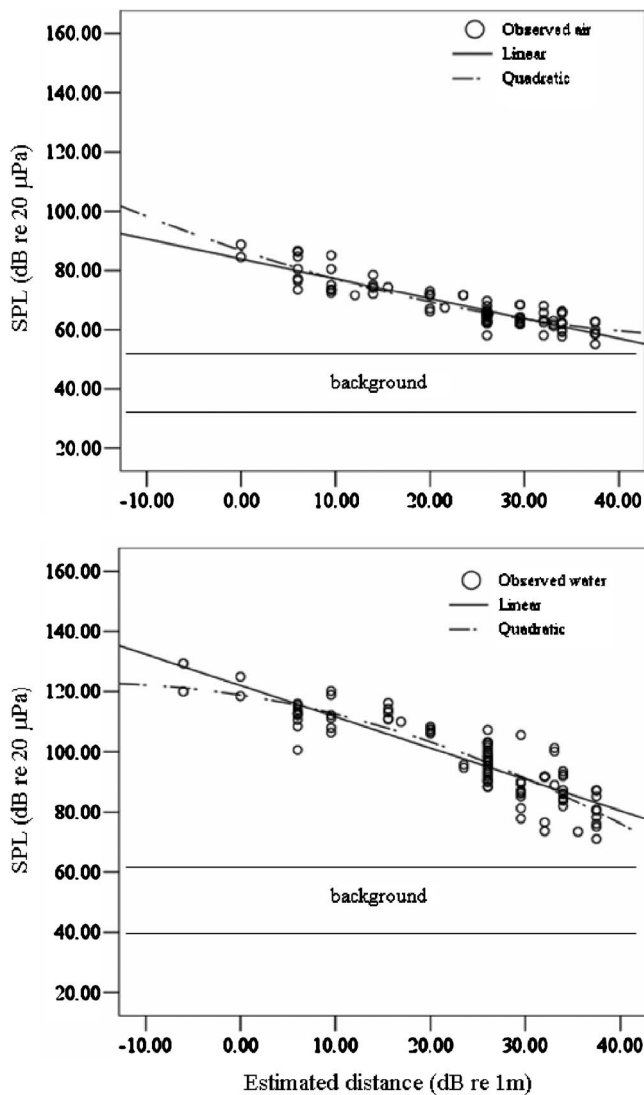 160.00
140.00
120.00
100.00
80.00
60.00
40.00
20.00
SPL (dB re 20 µPa)
Observed air
Linear
Quadratic
background
-10.00 0.00 10.00 20.00 30.00 40.00
160.00
140.00
120.00
100.00
80.00
60.00
40.00
20.00
SPL (dB re 20 µPa)
Observed water
Linear
Quadratic
background
-10.00 0.00 10.00 20.00 30.00 40.00
Estimated distance (dB re 1m)